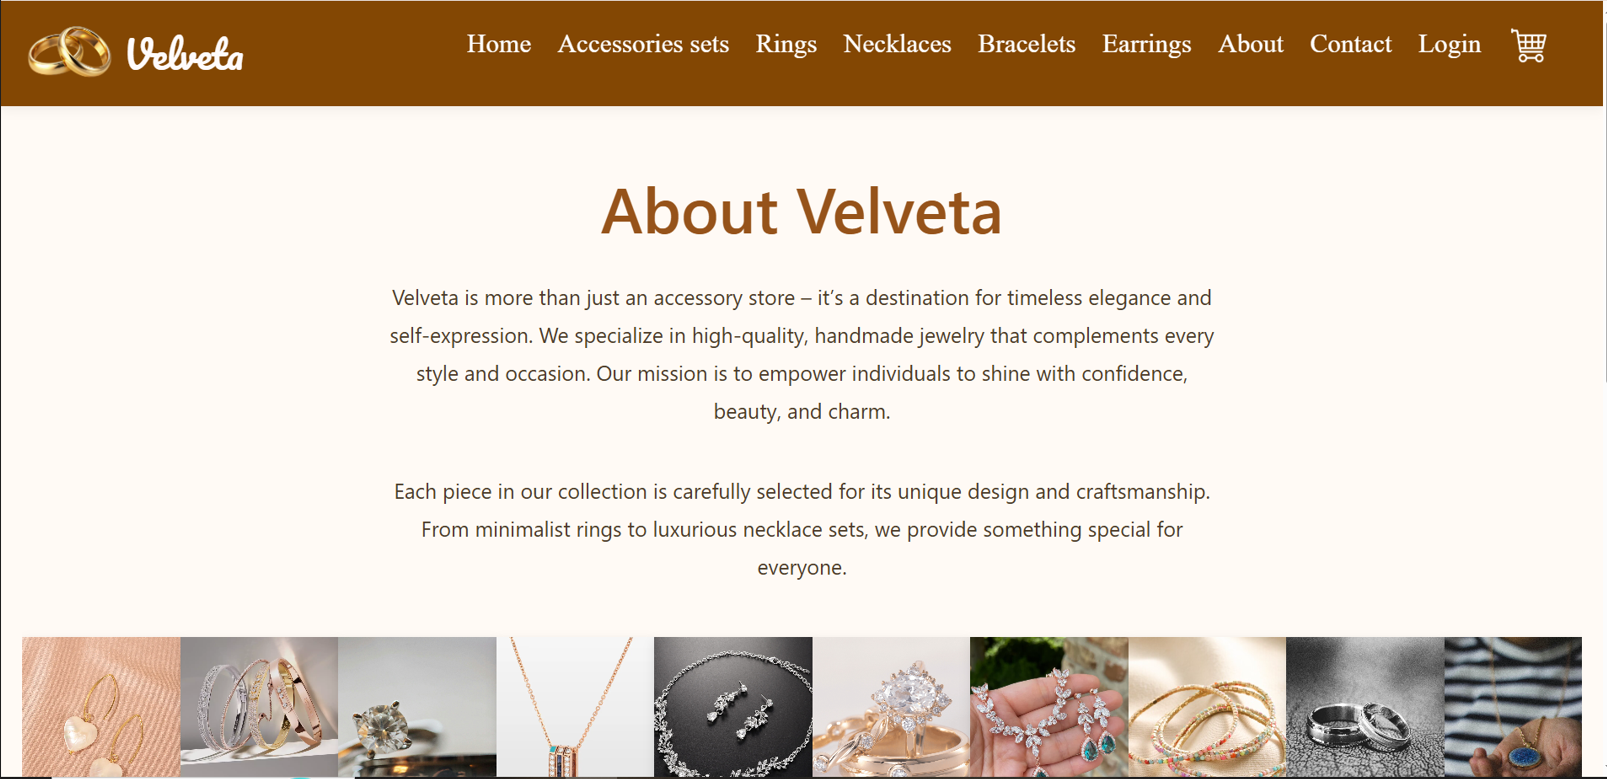 Velveta
Home Accessories sets Rings Necklaces Bracelets Earrings About Contact Login
About Velveta
Velveta is more than just an accessory store – it’s a destination for timeless elegance and
self-expression. We specialize in high-quality, handmade jewelry that complements every
style and occasion. Our mission is to empower individuals to shine with confidence,
beauty, and charm.
Each piece in our collection is carefully selected for its unique design and craftsmanship.
From minimalist rings to luxurious necklace sets, we provide something special for
everyone.